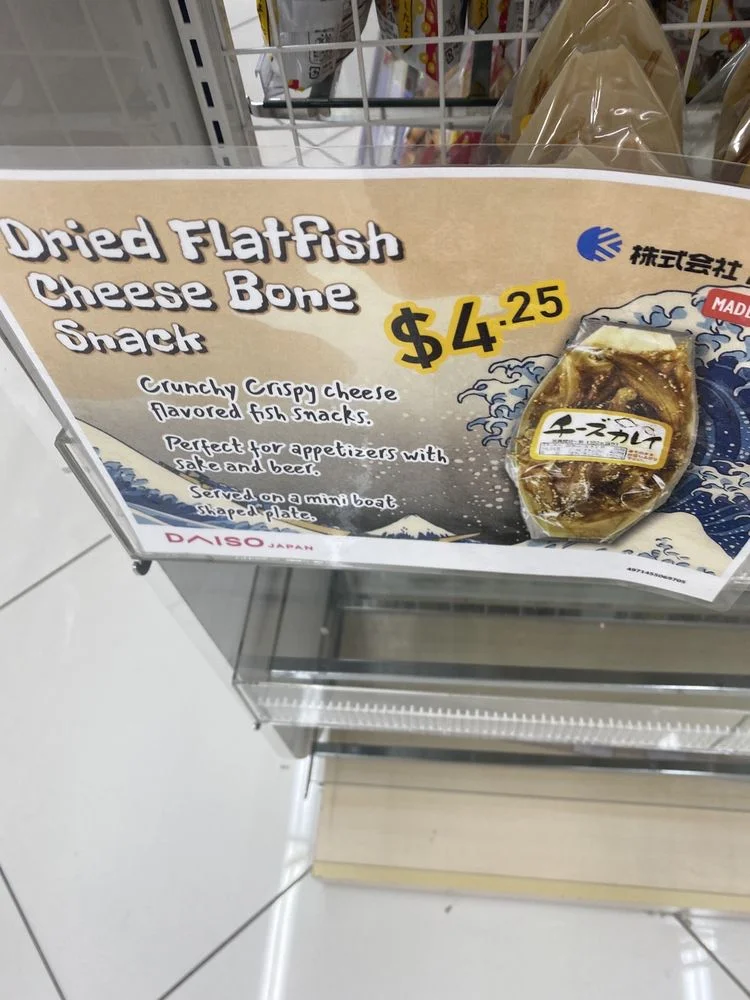 Dried Flatfish
Cheese Bone
Snack
$4.25
株式会社
MADE
Crunchy Crispy cheese
flavored fish snacks.
Perfect for appetizers with
sake and beer.
Served on a mini boat
shaped plate.
チーズカレイ
DAISO JAPAN
4971455069705